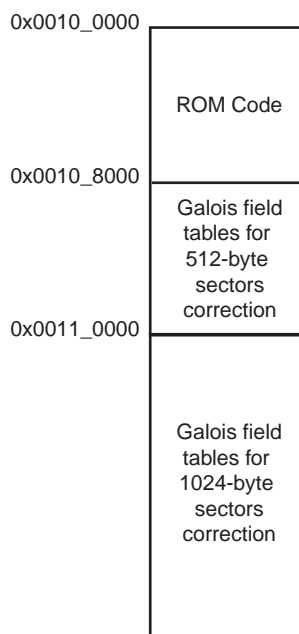 0x0010_0000
ROM Code
0x0010_8000
Galois field
tables for
512-byte
sectors
correction
0x0011_0000
Galois field
tables for
1024-byte
sectors
correction